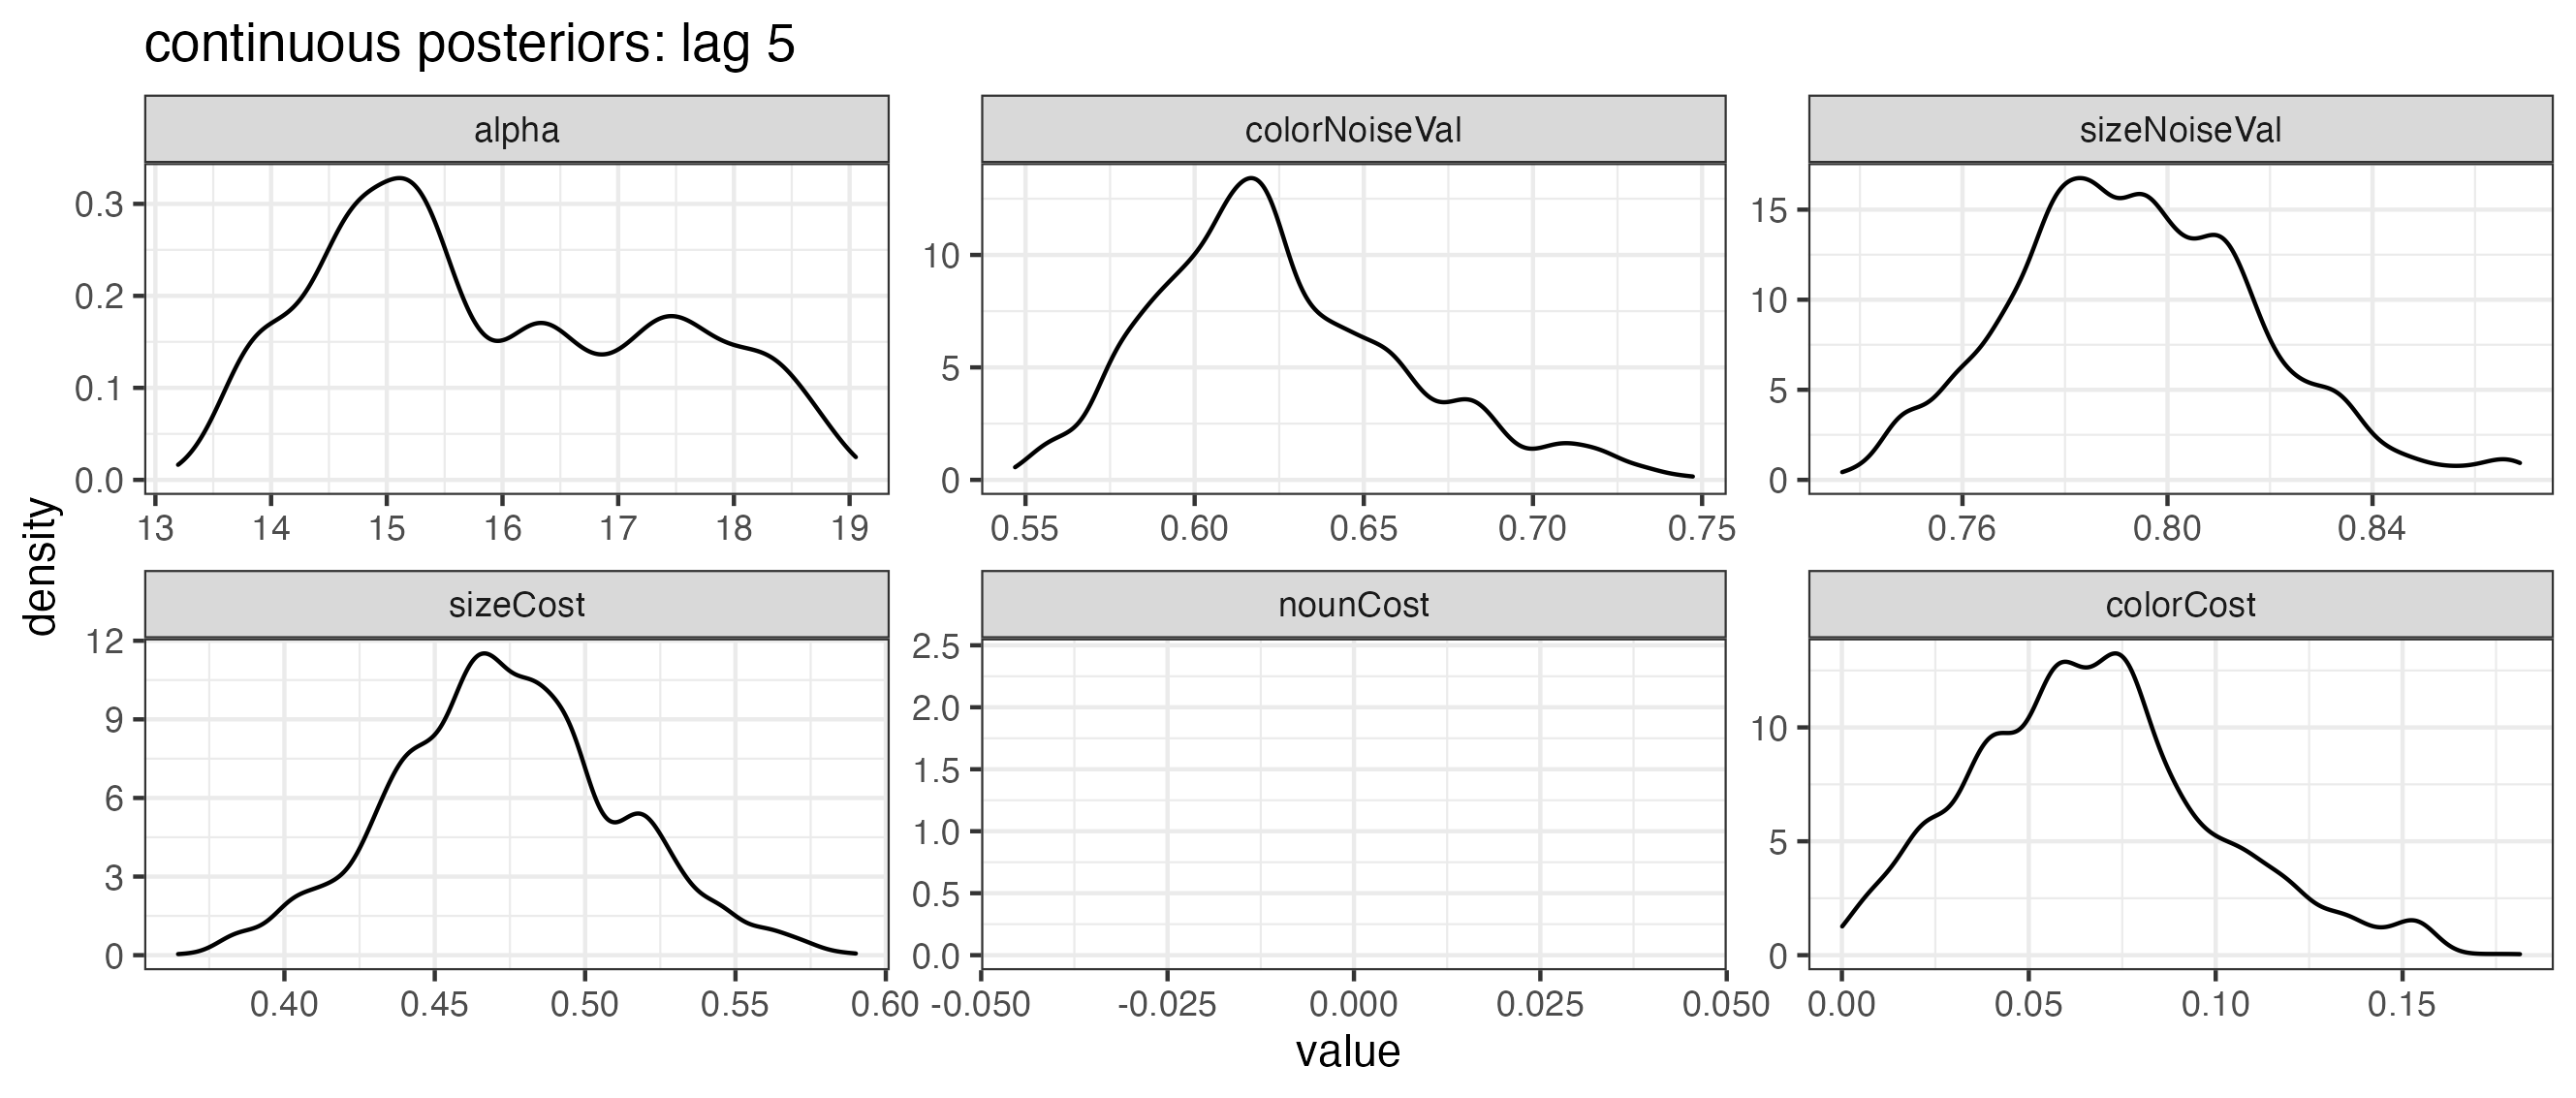 continuous posteriors: lag 5
alpha
colorNoiseVal
sizeNoiseVal
0.3
0.2
0.1
0.0
10
5
0
15
10
5
0
13 14 15 16 17 18 19
0.55 0.60 0.65 0.70 0.75
0.76 0.80 0.84
density
sizeCost
nounCost
colorCost
12
9
6
3
0
2.5
2.0
1.5
1.0
0.5
0.0
10
5
0
0.40 0.45 0.50 0.55 0.60
-0.050 -0.025 0.000 0.025 0.050
0.00 0.05 0.10 0.15
value